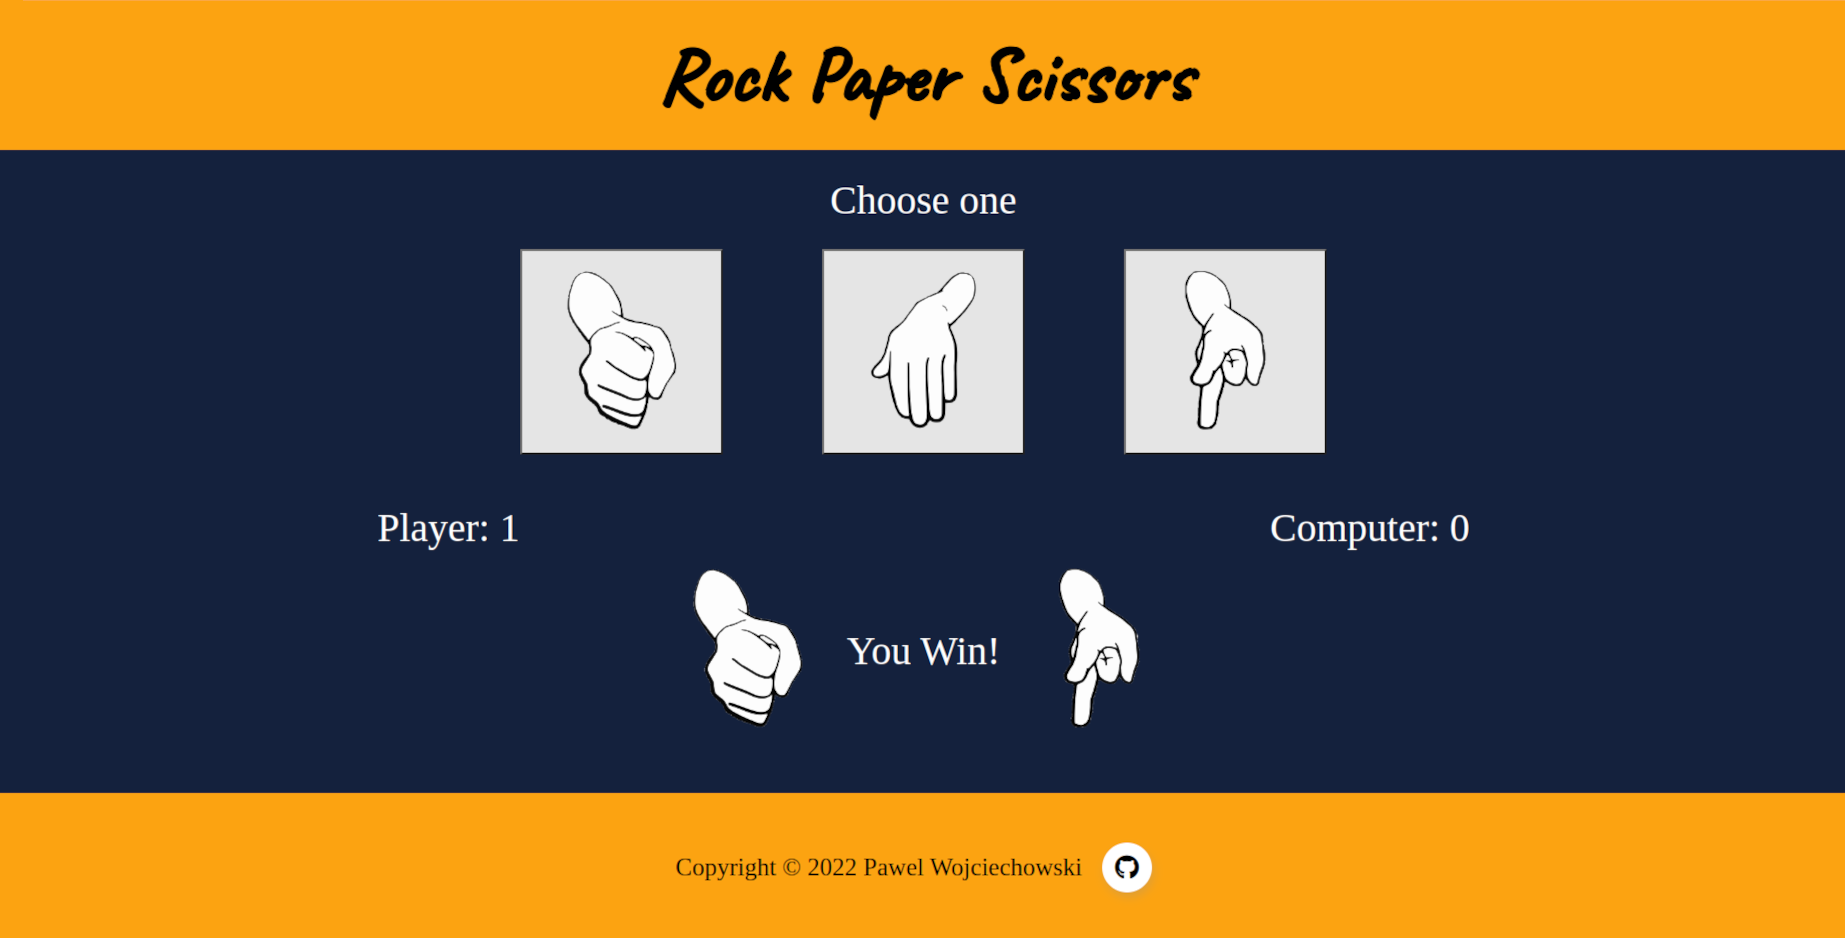 Rock Paper Scissors
Choose one
Player: 1
Computer: 0
You Win!
Copyright © 2022 Pawel Wojciechowski